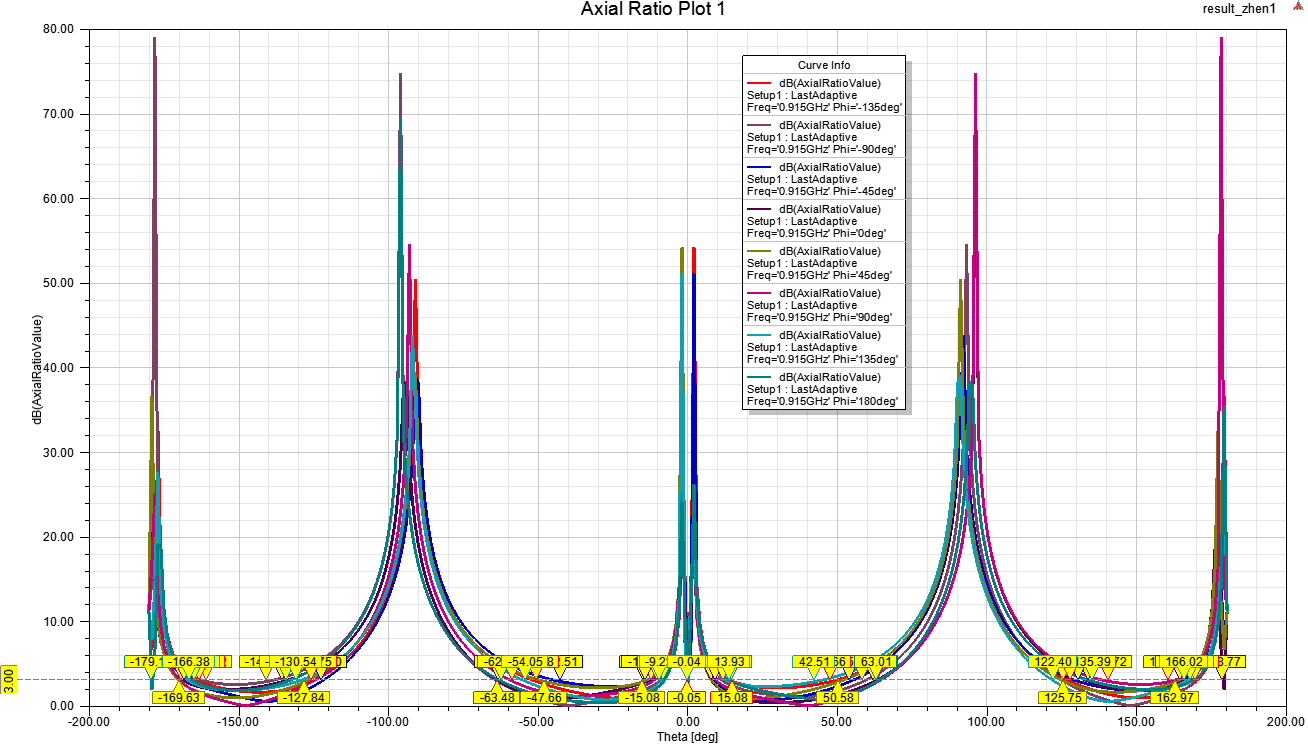 Axial Ratio Plot 1
result_zhen1
80.00
70.00
60.00
50.00
40.00
30.00
20.00
10.00
0.00
dB(AxialRatioValue)
3.00
Curve Info
dB(AxialRatioValue)
Setup1 : LastAdaptive
Freq='0.915GHz' Phi='-135deg'
dB(AxialRatioValue)
Setup1 : LastAdaptive
Freq='0.915GHz' Phi='-90deg'
dB(AxialRatioValue)
Setup1 : LastAdaptive
Freq='0.915GHz' Phi='-45deg'
dB(AxialRatioValue)
Setup1 : LastAdaptive
Freq='0.915GHz' Phi='0deg'
dB(AxialRatioValue)
Setup1 : LastAdaptive
Freq='0.915GHz' Phi='45deg'
dB(AxialRatioValue)
Setup1 : LastAdaptive
Freq='0.915GHz' Phi='90deg'
dB(AxialRatioValue)
Setup1 : LastAdaptive
Freq='0.915GHz' Phi='135deg'
dB(AxialRatioValue)
Setup1 : LastAdaptive
Freq='0.915GHz' Phi='180deg'
-166.38 -130.54 -54.05 -0.04 13.93 42.51 63.01 122.40 166.02
-169.63 -127.84 -63.48 -47.66 -15.08 -0.05 15.08 50.58 125.75 162.97
-200.00 -150.00 -100.00 -50.00 0.00 50.00 100.00 150.00 200.00
Theta [deg]